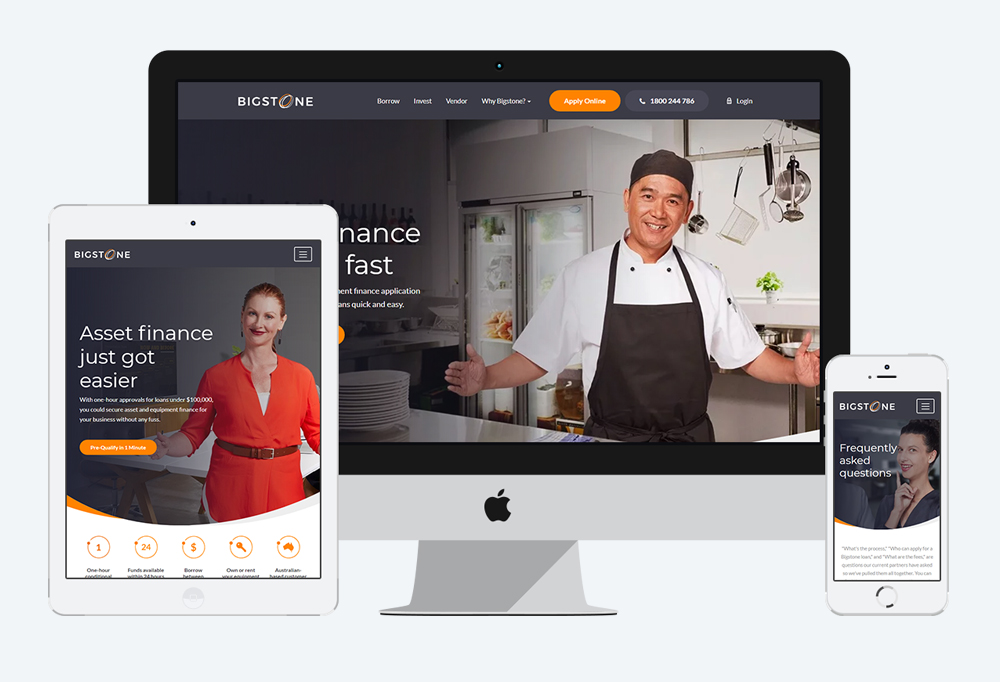 BIGSTONE
Borrow
Invest
Vendor
Why Bigstone?
Apply Online
1800 244 786
Login
nance
fast
ent finance application
ans quick and easy.
BIGSTONE
Asset finance
just got
easier
With one-hour approvals for loans under $100,000,
you could secure asset and equipment finance for
your business without any fuss.
Pre-Qualify in 1 Minute
1
24
$
One-hour
conditional
Funds available
within 24 hours
Borrow
between
Own or rent
your equipment
Australian-
based customer
BIGSTONE
Frequently
asked
questions
"What's the process," "Who can apply for a
Bigstone loan," and "What are the fees," are
questions our current partners have asked
so we've pulled them all together. You can